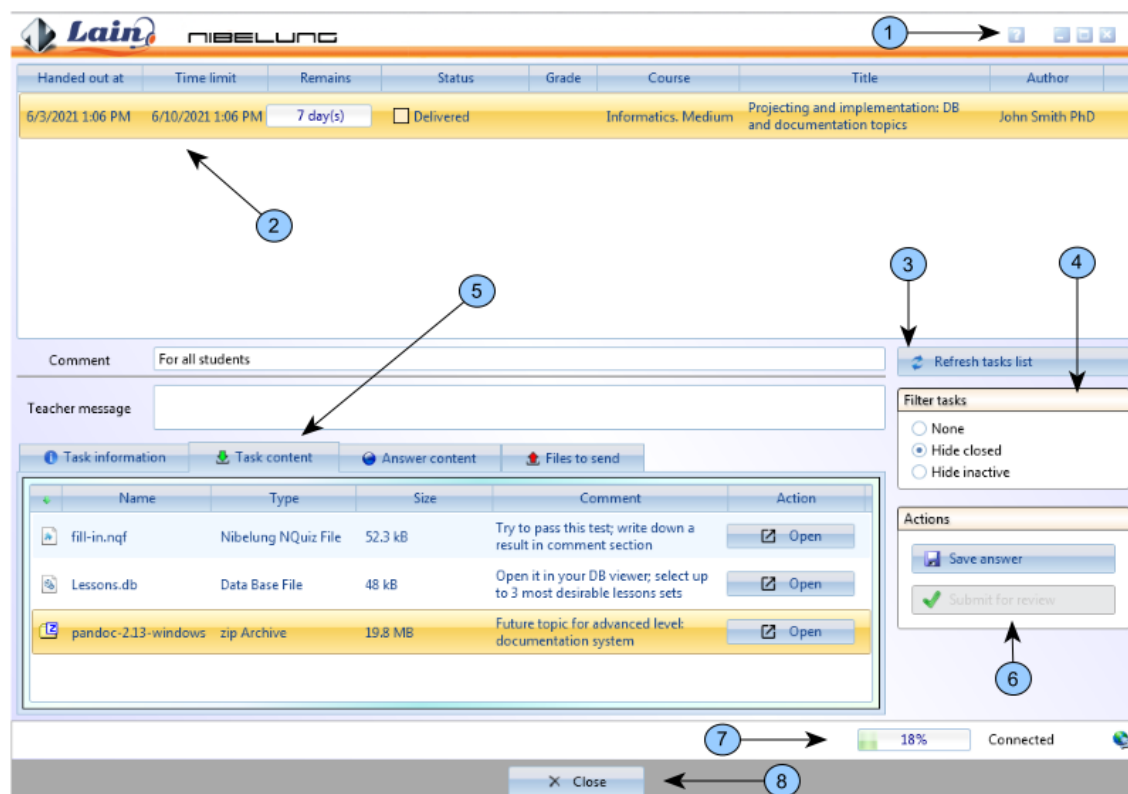 Lain
NIBELUNG
1
?
Handed out at Time limit Remains Status Grade Course Title Author
6/3/2021 1:06 PM 6/10/2021 1:06 PM 7 day(s) Delivered Informatics. Medium Projecting and implementation: DB
and documentation topics John Smith PhD
2
3
4
5
Comment For all students
Refresh tasks list
Teacher message
Filter tasks
None
Hide closed
Hide inactive
Task information Task content Answer content Files to send
Name Type Size Comment Action
fill-in.nqf Nibelung NQuiz File 52.3 kB Try to pass this test; write down a
result in comment section Open
Lessons.db Data Base File 48 kB Open it in your DB viewer; select up
to 3 most desirable lessons sets Open
pandoc-2.13-windows zip Archive 19.8 MB Future topic for advanced level:
documentation system Open
Actions
Save answer
Submit for review
6
7
18% Connected
Close
8